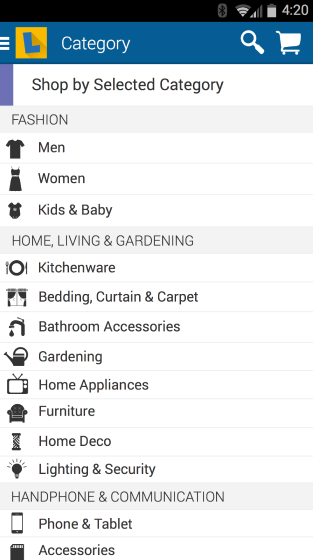 4:20
L
Category
Shop by Selected Category
FASHION
Men
Women
Kids & Baby
HOME, LIVING & GARDENING
Kitchenware
Bedding, Curtain & Carpet
Bathroom Accessories
Gardening
Home Appliances
Furniture
Home Deco
Lighting & Security
HANDPHONE & COMMUNICATION
Phone & Tablet
Accessories